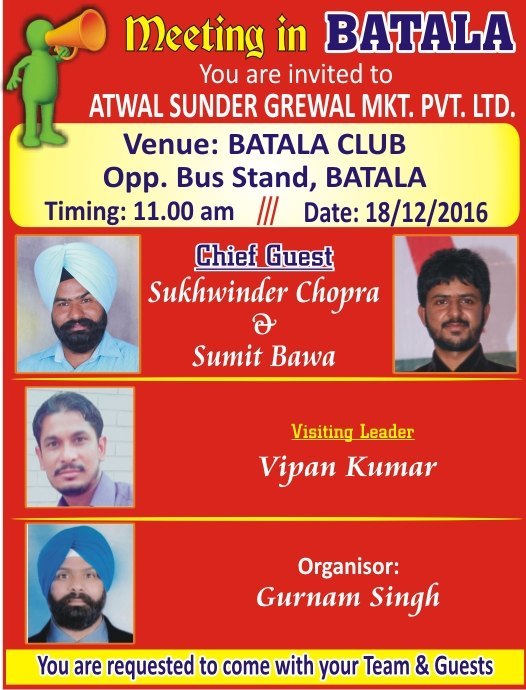 Meeting in BATALA
You are invited to
ATWAL SUNDER GREWAL MKT. PVT. LTD.
Venue: BATALA CLUB
Opp. Bus Stand, BATALA
Timing: 11.00 am /// Date: 18/12/2016
Chief Guest
Sukhwinder Chopra
&
Sumit Bawa
Visiting Leader
Vipan Kumar
Organisor:
Gurnam Singh
You are requested to come with your Team & Guests